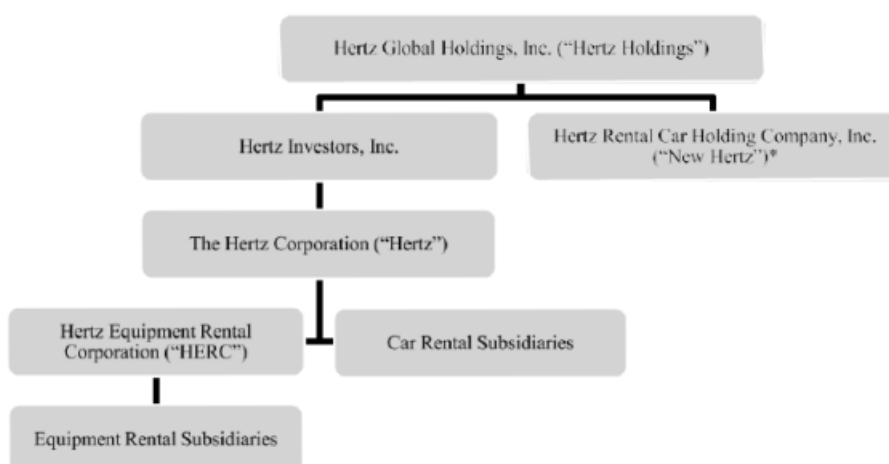 Hertz Global Holdings, Inc. (“Hertz Holdings”)
Hertz Investors, Inc.
Hertz Rental Car Holding Company, Inc.
(“New Hertz”)*
The Hertz Corporation (“Hertz”)
Hertz Equipment Rental
Corporation (“HERC”)
Car Rental Subsidiaries
Equipment Rental Subsidiaries